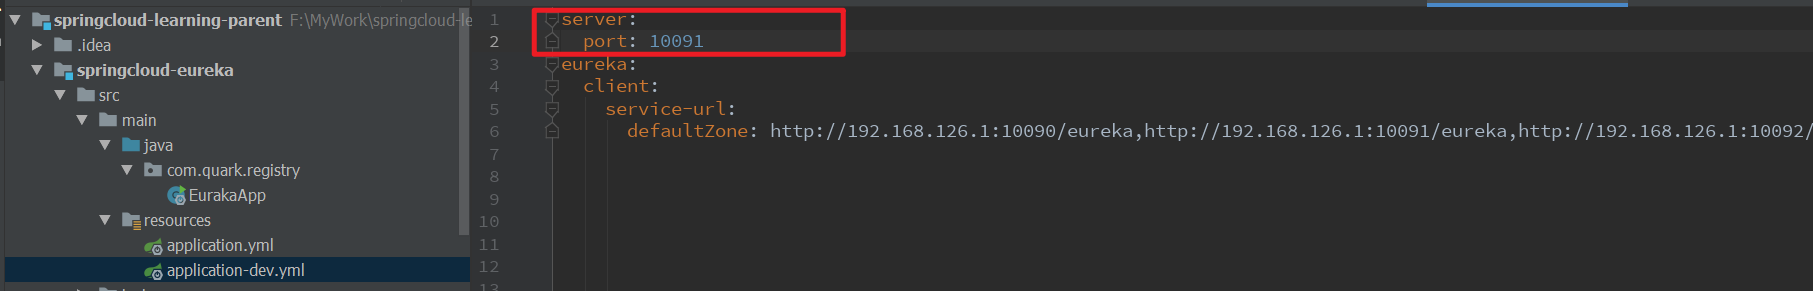 springcloud-learning-parent F:\MyWork\springcloud-le
.idea
springcloud-eureka
src
main
java
com.quark.registry
EurakaApp
resources
application.yml
application-dev.yml
1 server:
2 port: 10091
3 eureka:
4 client:
5 service-url:
6 defaultZone: http://192.168.126.1:10090/eureka,http://192.168.126.1:10091/eureka,http://192.168.126.1:10092/
7
8
9
10
11
12
13